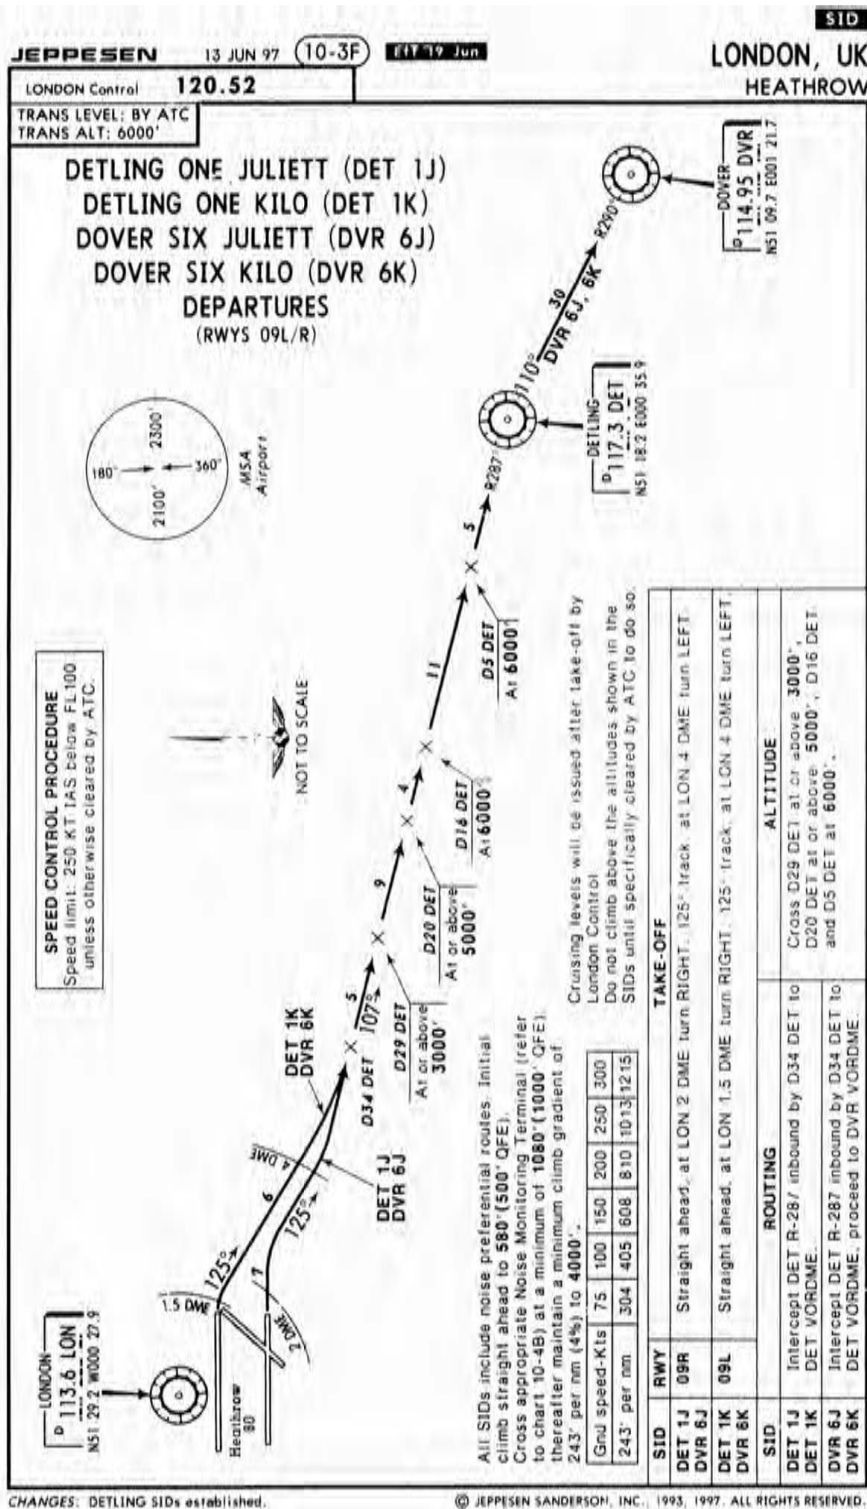 SID
JEPPESEN 13 JUN 97 10-3F EFF 19 Jun
LONDON, UK
HEATHROW
LONDON Control 120.52
TRANS LEVEL: BY ATC
TRANS ALT: 6000'
DETLING ONE JULIETT (DET 1J)
DETLING ONE KILO (DET 1K)
DOVER SIX JULIETT (DVR 6J)
DOVER SIX KILO (DVR 6K)
DEPARTURES
(RWYS 09L/R)
DOVER
D 114.95 DVR
N51 09.7 E001 21.7
R290°
30
DVR 6J, 6K
110°
DETLING
D 117.3 DET
N51 18.2 E000 35.9
R287°
5
D5 DET
At 6000'
11
D16 DET
At 6000'
4
D20 DET
At or above
5000'
9
D29 DET
At or above
3000'
5
107°
D34 DET
DET 1K
DVR 6K
DET 1J
DVR 6J
4 DME
6
125°
125°
7
1.5 DME
2 DME
LONDON
D 113.6 LON
N51 29.2 W000 27.9
Heathrow
80
2300'
180°
360°
2100'
MSA
Airport
NOT TO SCALE
SPEED CONTROL PROCEDURE
Speed limit: 250 KT IAS below FL100
unless otherwise cleared by ATC.
All SIDs include noise preferential routes. Initial
climb straight ahead to 580' (500' QFE).
Cross appropriate Noise Monitoring Terminal (refer
to chart 10-4B) at a minimum of 1080' (1000' QFE),
thereafter maintain a minimum climb gradient of
243' per nm (4%) to 4000'.
Gnd speed-Kts 75 100 150 200 250 300
243' per nm 304 405 608 810 1013 1215
Cruising levels will be issued after take-off by
London Control
Do not climb above the altitudes shown in the
SIDs until specifically cleared by ATC to do so.
SID RWY TAKE-OFF
DET 1J 09R Straight ahead, at LON 2 DME turn RIGHT, 125° track, at LON 4 DME turn LEFT.
DVR 6J
DET 1K 09L Straight ahead, at LON 1.5 DME turn RIGHT, 125° track, at LON 4 DME turn LEFT.
DVR 6K
SID ROUTING ALTITUDE
DET 1J Intercept DET R-287 inbound by D34 DET to
DET 1K DET VORDME.
DVR 6J Intercept DET R-287 inbound by D34 DET to
DVR 6K DET VORDME, proceed to DVR VORDME.
Cross D29 DET at or above 3000',
D20 DET at or above 5000', D16 DET
and D5 DET at 6000'.
CHANGES: DETLING SIDs established.
© JEPPESEN SANDERSON, INC., 1993, 1997. ALL RIGHTS RESERVED.